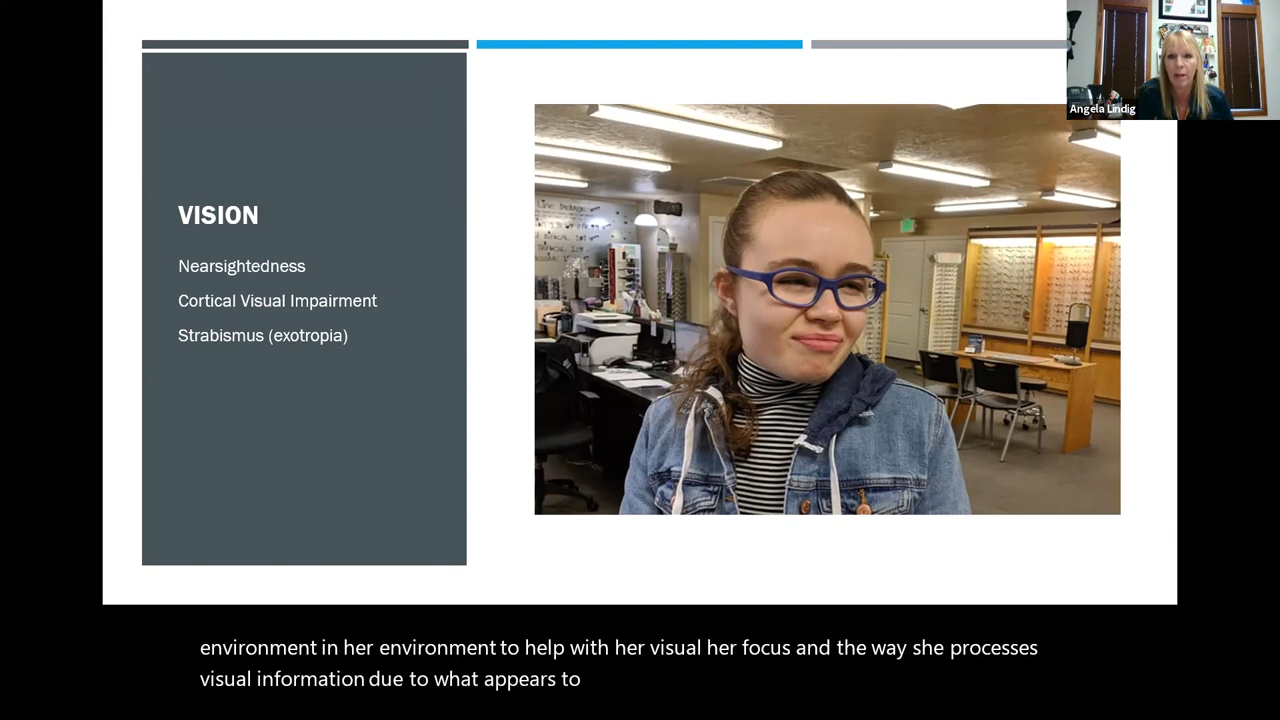 Angela Lindig
VISION
Nearsightedness
Cortical Visual Impairment
Strabismus (exotropia)
environment in her environment to help with her visual her focus and the way she processes
visual information due to what appears to